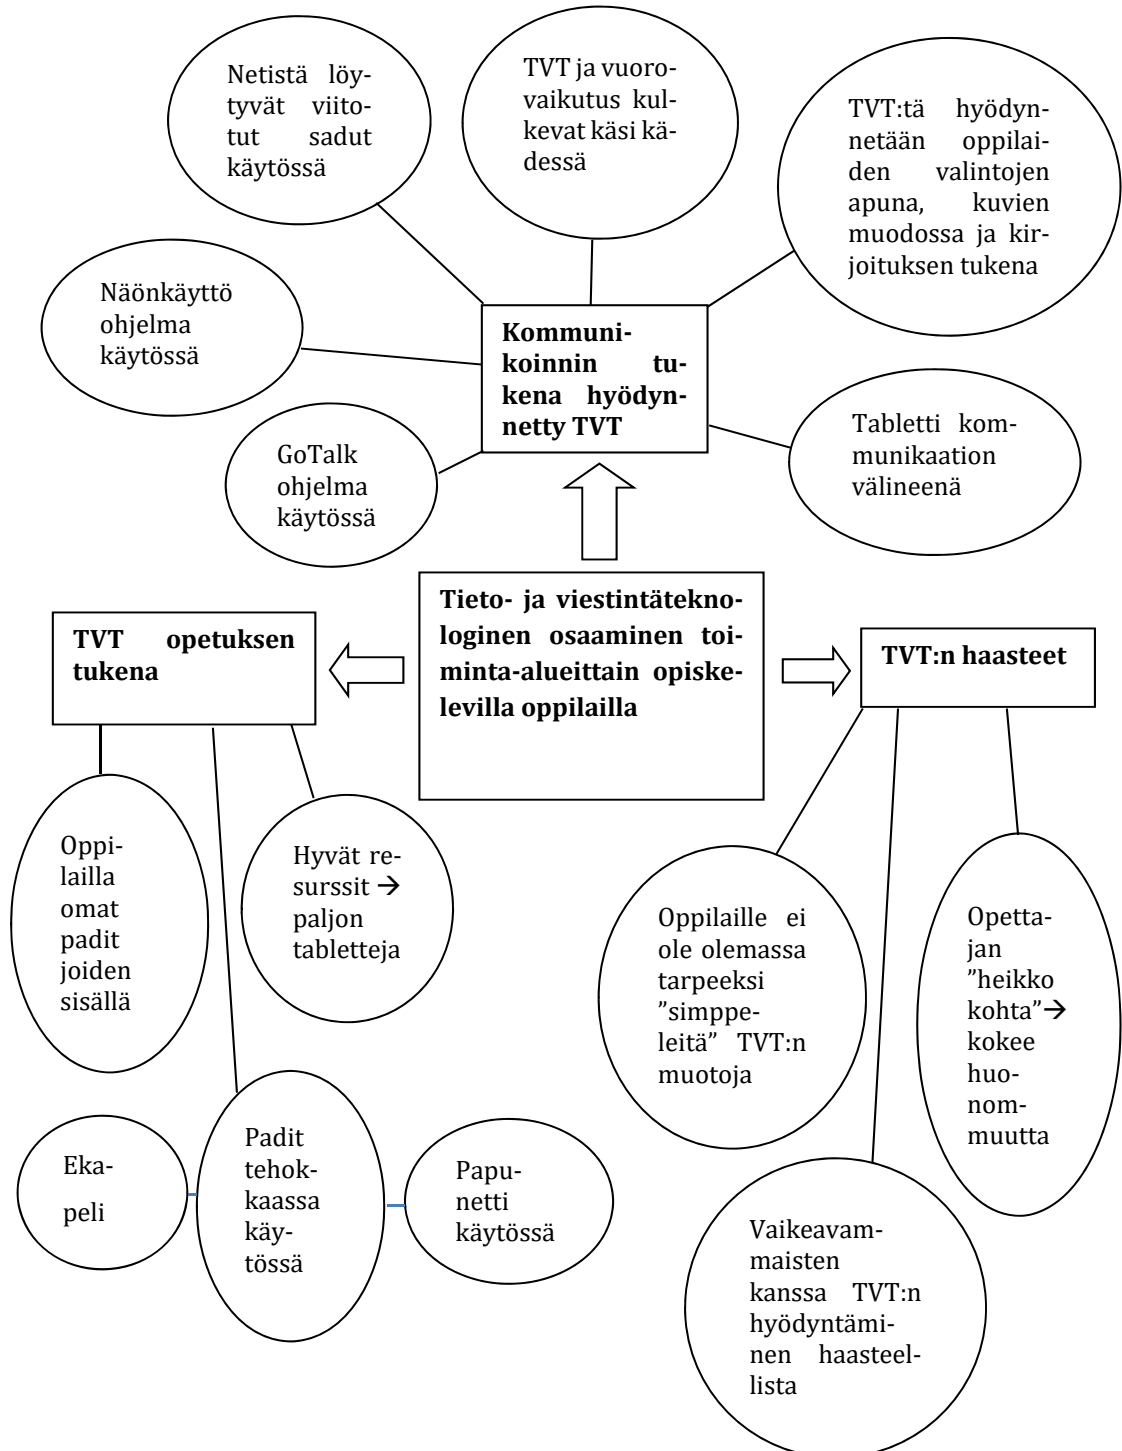 Netistä löy-
tyvät viito-
tut sadut
käytössä
TVT ja vuoro-
vaikutus kul-
kevat käsi kä-
dessä
TVT:tä hyödyn-
netään oppilai-
den valintojen
apuna, kuvien
muodossa ja kir-
joituksen tukena
Näönkäyttö
ohjelma
käytössä
Kommuni-
koinnin tu-
kena hyödyn-
netty TVT
GoTalk
ohjelma
käytössä
Tabletti kom-
munikaation
välineenä
Tieto- ja viestintätekno-
loginen osaaminen toi-
minta-alueittain opiske-
levilla oppilailla
TVT opetuksen
tukena
TVT:n haasteet
Oppi-
lailla
omat
padit
joiden
sisällä
Hyvät re-
surssit →
paljon
tabletteja
Oppilaille ei
ole olemassa
tarpeeksi
”simppe-
leitä” TVT:n
muotoja
Opetta-
jan
”heikko
kohta”→
kokee
huo-
nom-
muutta
Eka-
peli
Padit
tehok-
kaassa
käy-
tössä
Papu-
netti
käytössä
Vaikeavam-
maisten
kanssa TVT:n
hyödyntämi-
nen haasteel-
lista